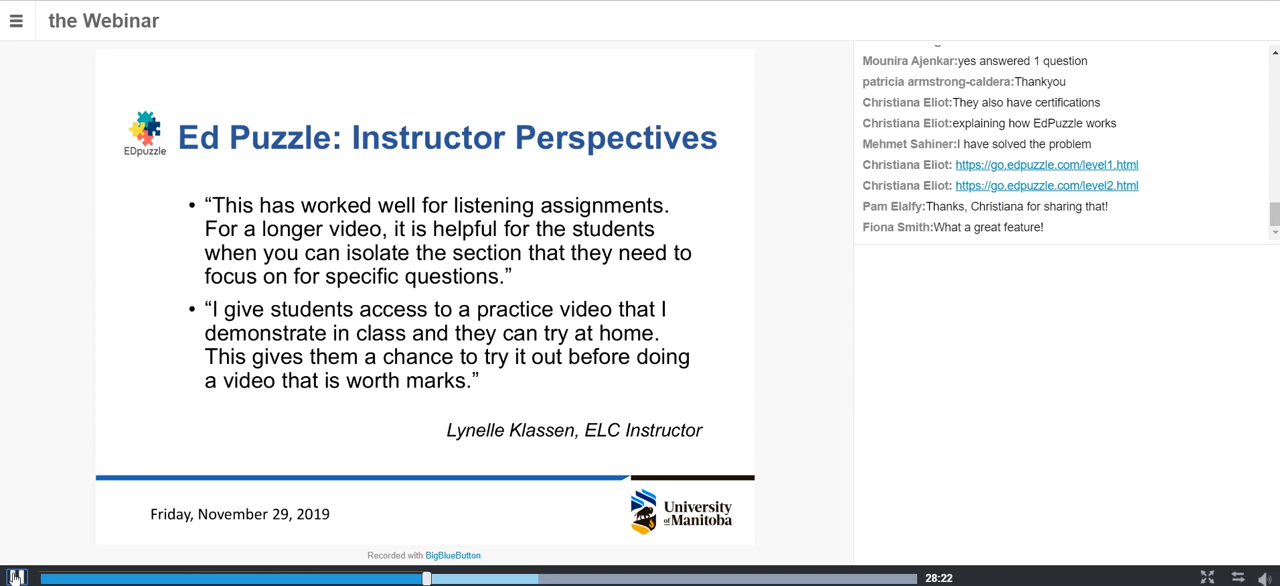 the Webinar
EDpuzzle
Ed Puzzle: Instructor Perspectives
• “This has worked well for listening assignments.
For a longer video, it is helpful for the students
when you can isolate the section that they need to
focus on for specific questions.”
• “I give students access to a practice video that I
demonstrate in class and they can try at home.
This gives them a chance to try it out before doing
a video that is worth marks.”
Lynelle Klassen, ELC Instructor
Friday, November 29, 2019
University
of Manitoba
Recorded with BigBlueButton.
Mounira Ajenkar:yes answered 1 question
patricia armstrong-caldera:Thankyou
Christiana Eliot:They also have certifications
Christiana Eliot:explaining how EdPuzzle works
Mehmet Sahiner:I have solved the problem
Christiana Eliot: https://go.edpuzzle.com/level1.html
Christiana Eliot: https://go.edpuzzle.com/level2.html
Pam Elalfy:Thanks, Christiana for sharing that!
Fiona Smith:What a great feature!
28:22